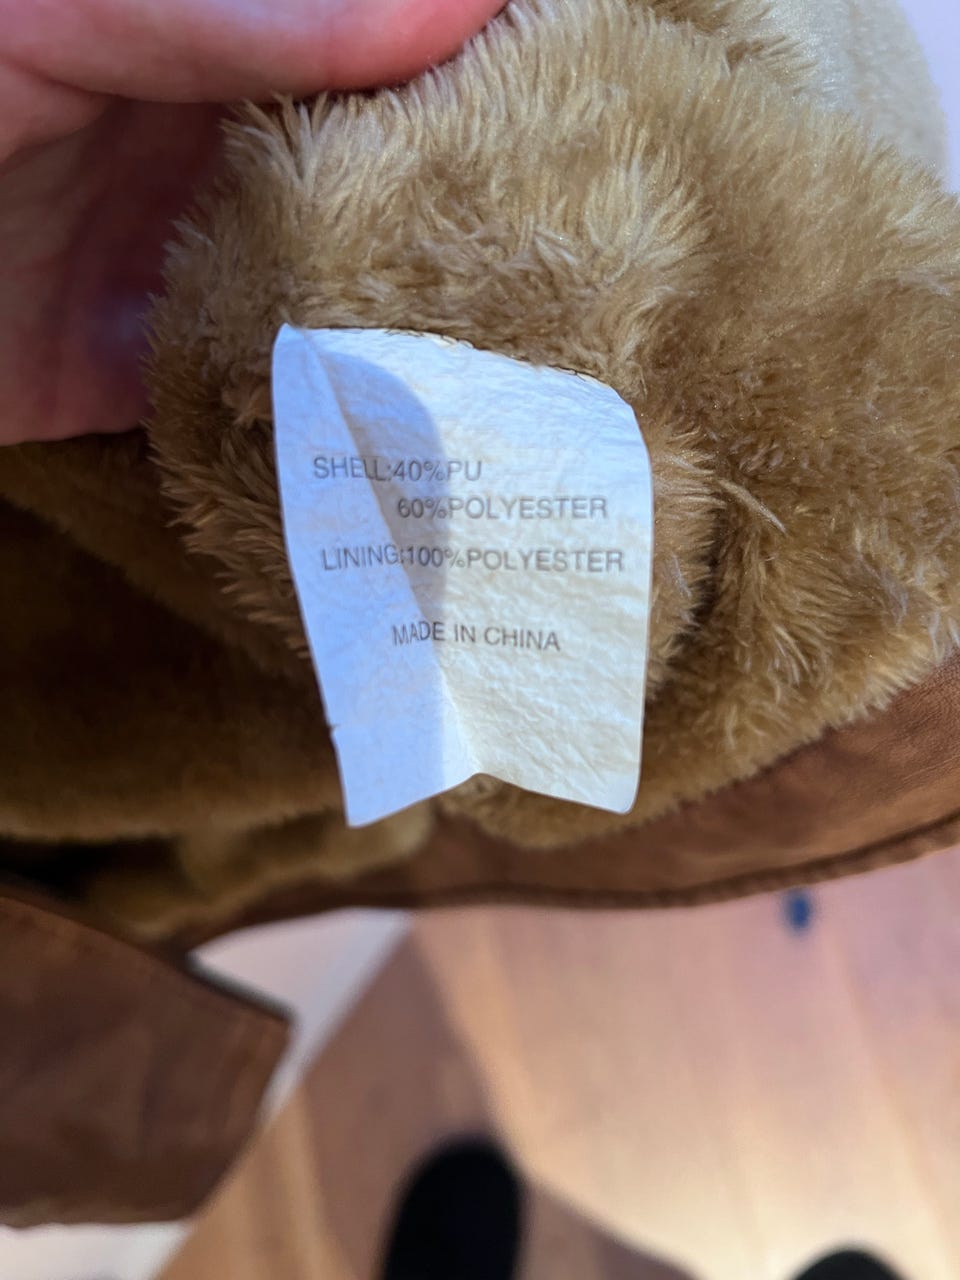 SHELL:40%PU
60%POLYESTER
LINING:100%POLYESTER
MADE IN CHINA